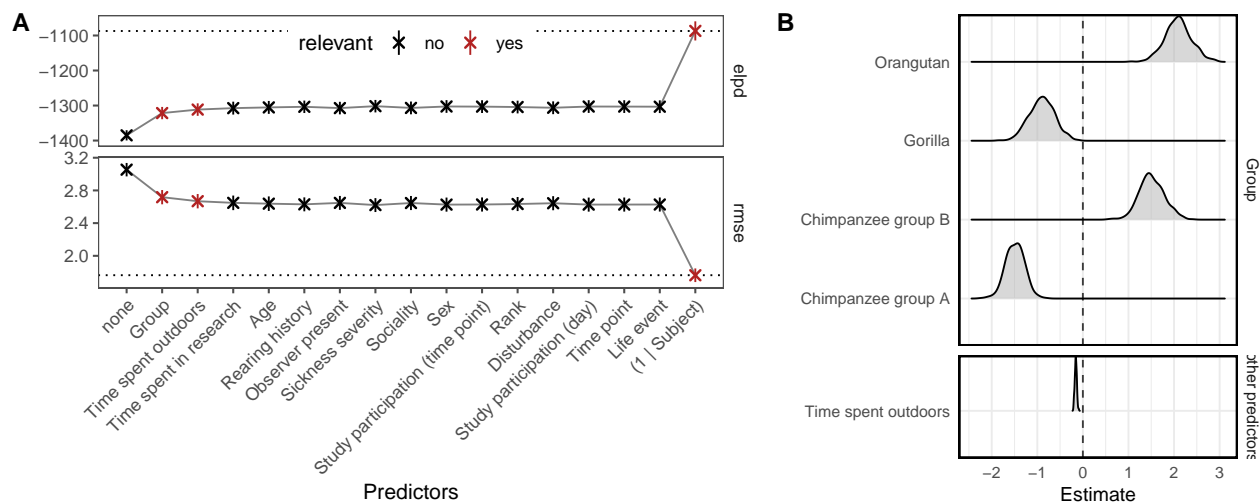 A
relevant no yes
−1100
−1200
−1300
−1400
elpd
3.2
2.8
2.4
2.0
rmse
none
Group
Time spent outdoors
Time spent in research
Age
Rearing history
Observer present
Sickness severity
Sociality
Sex
Study participation (time point)
Rank
Disturbance
Study participation (day)
Time point
Life event
(1 | Subject)
Predictors
B
Orangutan
Gorilla
Chimpanzee group B
Chimpanzee group A
Group
Time spent outdoors
other predictors
−2 −1 0 1 2 3
Estimate